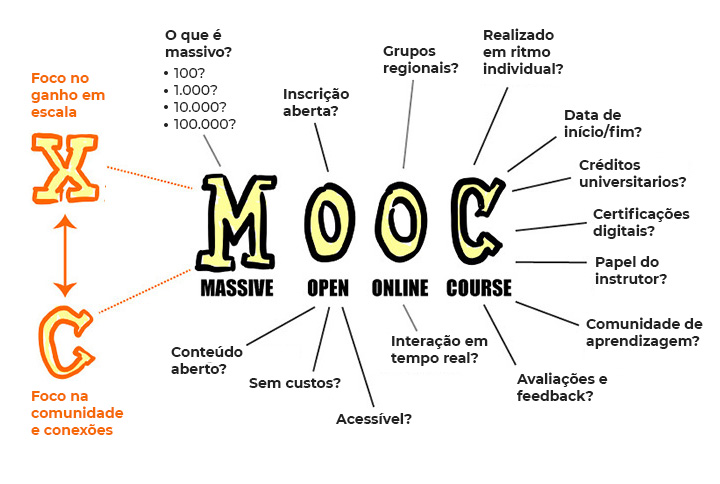 O que é
massivo?
• 100?
• 1.000?
• 10.000?
• 100.000?
Foco no
ganho em
escala
X
C
Foco na
comunidade
e conexões
Inscrição
aberta?
Grupos
regionais?
Realizado
em ritmo
individual?
Data de
início/fim?
Créditos
universitarios?
Certificações
digitais?
Papel do
instrutor?
Comunidade de
aprendizagem?
MOOC
MASSIVE OPEN ONLINE COURSE
Conteúdo
aberto?
Sem custos?
Acessível?
Interação em
tempo real?
Avaliações e
feedback?